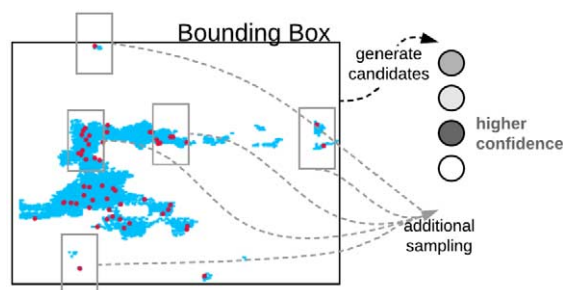 Bounding Box
generate
candidates
higher
confidence
additional
sampling